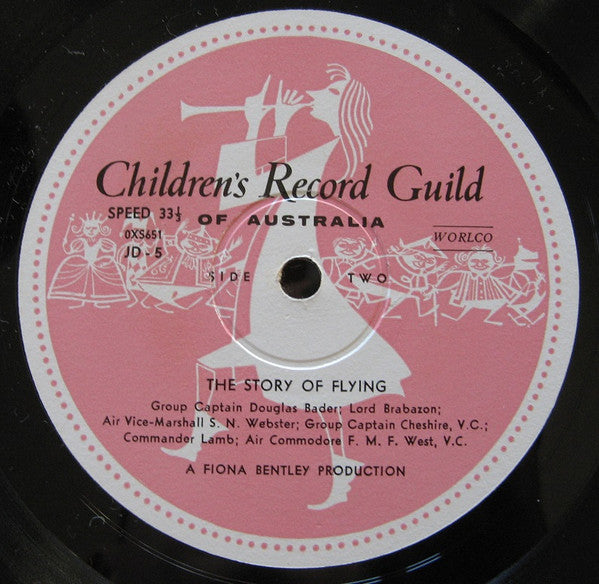 Children's Record Guild
OF AUSTRALIA
SPEED 33⅓
0XS651
JD - 5
WORLCO
SIDE TWO
THE STORY OF FLYING
Group Captain Douglas Bader; Lord Brabazon;
Air Vice-Marshall S. N. Webster; Group Captain Cheshire, V.C.;
Commander Lamb; Air Commodore F. M. F. West, V.C.
A FIONA BENTLEY PRODUCTION